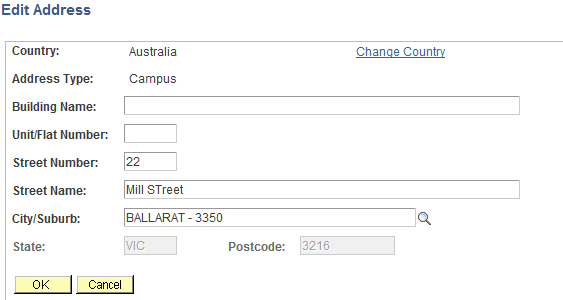 Edit Address
Country: Australia Change Country
Address Type: Campus
Building Name:
Unit/Flat Number:
Street Number: 22
Street Name: Mill STreet
City/Suburb: BALLARAT - 3350
State: VIC Postcode: 3216
OK Cancel